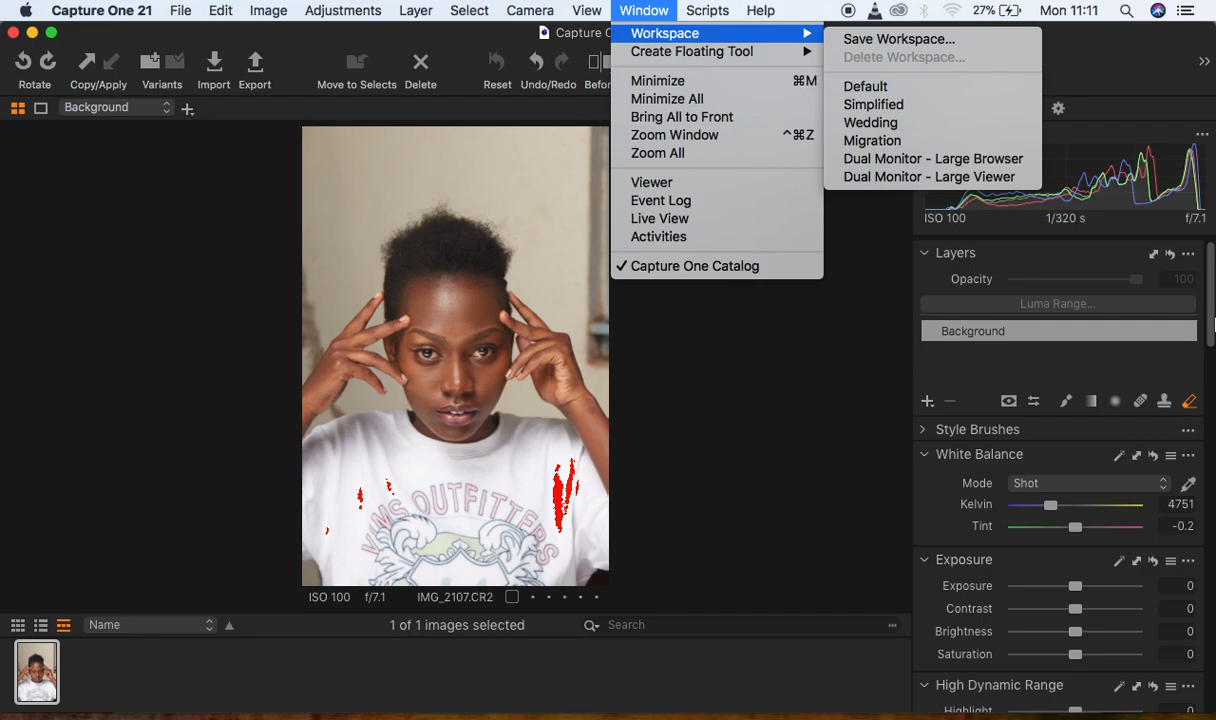 Capture One 21 File Edit Image Adjustments Layer Select Camera View Window Scripts Help 27% Mon 11:11
Capture O
Rotate Copy/Apply Variants Import Export Move to Selects Delete Reset Undo/Redo Befor
Background
Workspace
Create Floating Tool
Minimize ⌘M
Minimize All
Bring All to Front
Zoom Window ^⌘Z
Zoom All
Viewer
Event Log
Live View
Activities
✓ Capture One Catalog
Save Workspace...
Delete Workspace...
Default
Simplified
Wedding
Migration
Dual Monitor - Large Browser
Dual Monitor - Large Viewer
ISO 100 1/320 s f/7.1
Layers
Opacity 100
Luma Range...
Background
Style Brushes
White Balance
Mode Shot
Kelvin 4751
Tint -0.2
Exposure
Exposure 0
Contrast 0
Brightness 0
Saturation 0
High Dynamic Range
Highlight 0
VANS OUTFITTERS
ISO 100 f/7.1 IMG_2107.CR2
Name 1 of 1 images selected Search